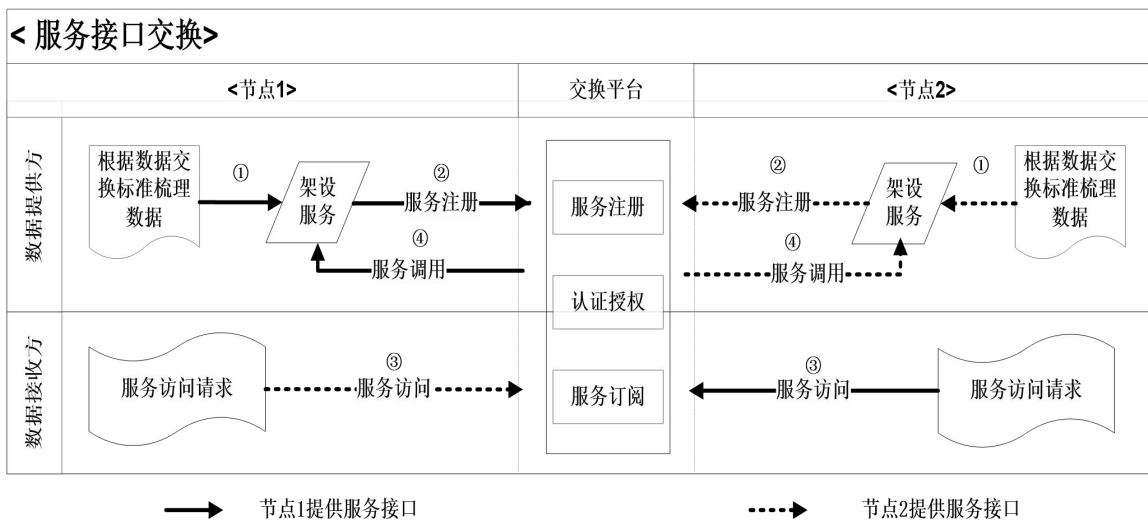 <服务接口交换>
<节点1>
交换平台
<节点2>
数据提供方
根据数据交
换标准梳理
数据
①
架设
服务
②
服务注册
④
服务调用
服务注册
认证授权
服务订阅
②
服务注册
④
服务调用
架设
服务
①
根据数据交
换标准梳理
数据
数据接收方
服务访问请求
③
服务访问
③
服务访问
服务访问请求
节点1提供服务接口
节点2提供服务接口